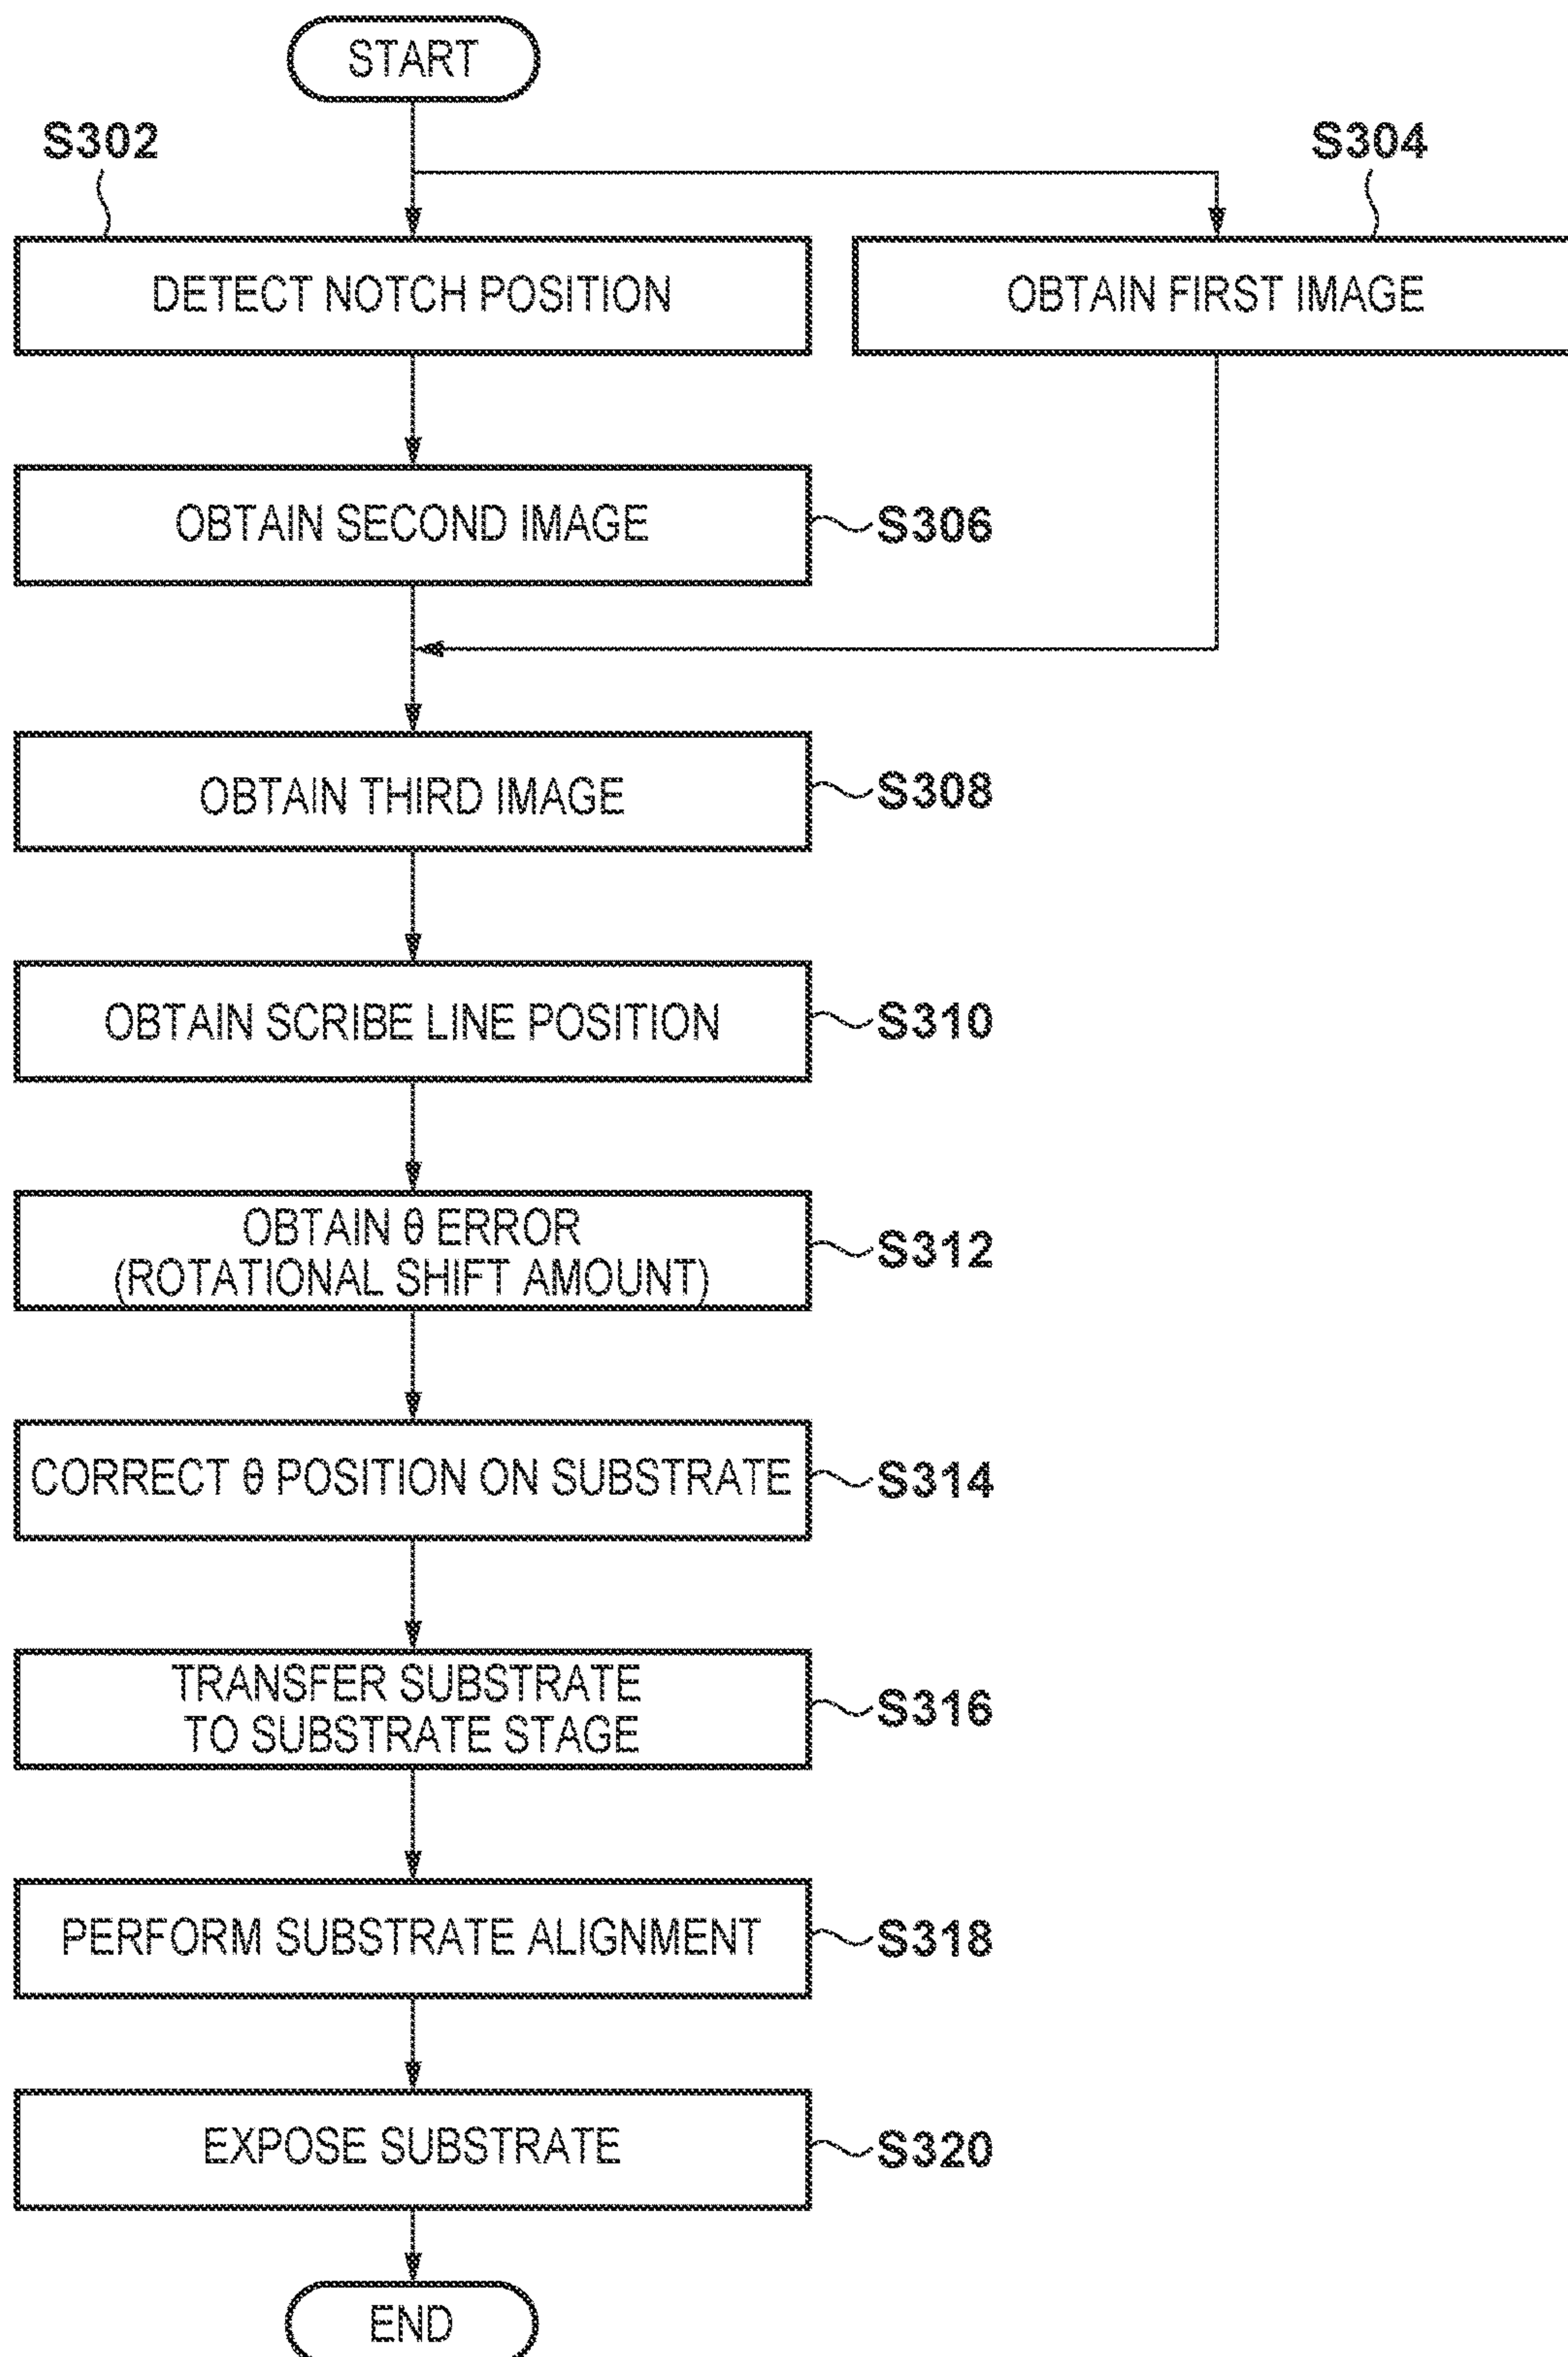 START
S302
S304
DETECT NOTCH POSITION
OBTAIN FIRST IMAGE
OBTAIN SECOND IMAGE
S306
OBTAIN THIRD IMAGE
S308
OBTAIN SCRIBE LINE POSITION
S310
OBTAIN θ ERROR
(ROTATIONAL SHIFT AMOUNT)
S312
CORRECT θ POSITION ON SUBSTRATE
S314
TRANSFER SUBSTRATE
TO SUBSTRATE STAGE
S316
PERFORM SUBSTRATE ALIGNMENT
S318
EXPOSE SUBSTRATE
S320
END